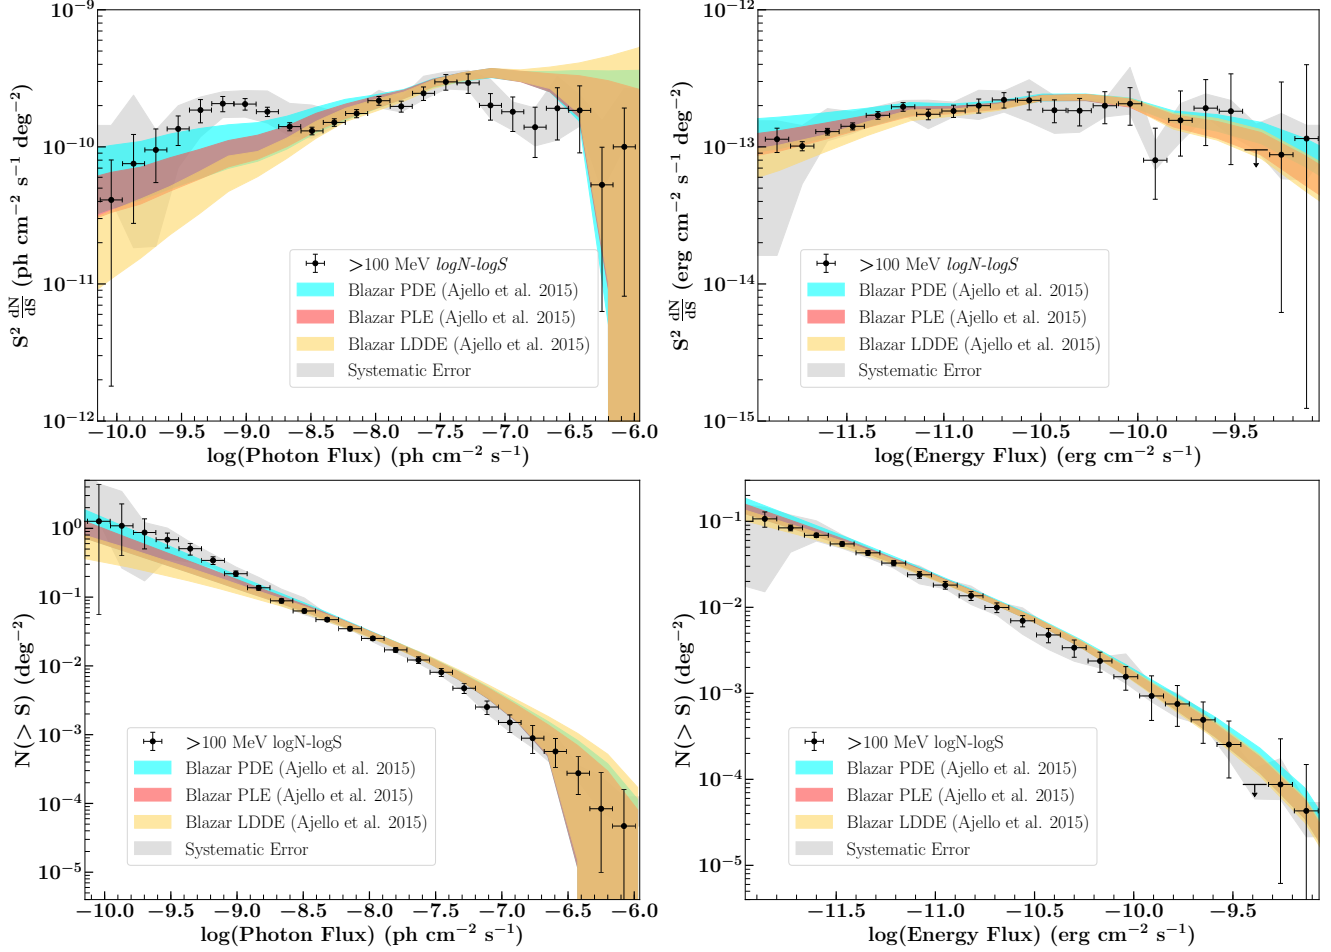 10⁻⁹
10⁻¹⁰
10⁻¹¹
10⁻¹²
S² dN/dS (ph cm⁻² s⁻¹ deg⁻²)
>100 MeV logN-logS
Blazar PDE (Ajello et al. 2015)
Blazar PLE (Ajello et al. 2015)
Blazar LDDE (Ajello et al. 2015)
Systematic Error
−10.0 −9.5 −9.0 −8.5 −8.0 −7.5 −7.0 −6.5 −6.0
log(Photon Flux) (ph cm⁻² s⁻¹)
10⁻¹²
10⁻¹³
10⁻¹⁴
10⁻¹⁵
S² dN/dS (erg cm⁻² s⁻¹ deg⁻²)
>100 MeV logN-logS
Blazar PDE (Ajello et al. 2015)
Blazar PLE (Ajello et al. 2015)
Blazar LDDE (Ajello et al. 2015)
Systematic Error
−11.5 −11.0 −10.5 −10.0 −9.5
log(Energy Flux) (erg cm⁻² s⁻¹)
10⁰
10⁻¹
10⁻²
10⁻³
10⁻⁴
10⁻⁵
N(> S) (deg⁻²)
>100 MeV logN-logS
Blazar PDE (Ajello et al. 2015)
Blazar PLE (Ajello et al. 2015)
Blazar LDDE (Ajello et al. 2015)
Systematic Error
−10.0 −9.5 −9.0 −8.5 −8.0 −7.5 −7.0 −6.5 −6.0
log(Photon Flux) (ph cm⁻² s⁻¹)
10⁻¹
10⁻²
10⁻³
10⁻⁴
10⁻⁵
N(> S) (deg⁻²)
>100 MeV logN-logS
Blazar PDE (Ajello et al. 2015)
Blazar PLE (Ajello et al. 2015)
Blazar LDDE (Ajello et al. 2015)
Systematic Error
−11.5 −11.0 −10.5 −10.0 −9.5
log(Energy Flux) (erg cm⁻² s⁻¹)